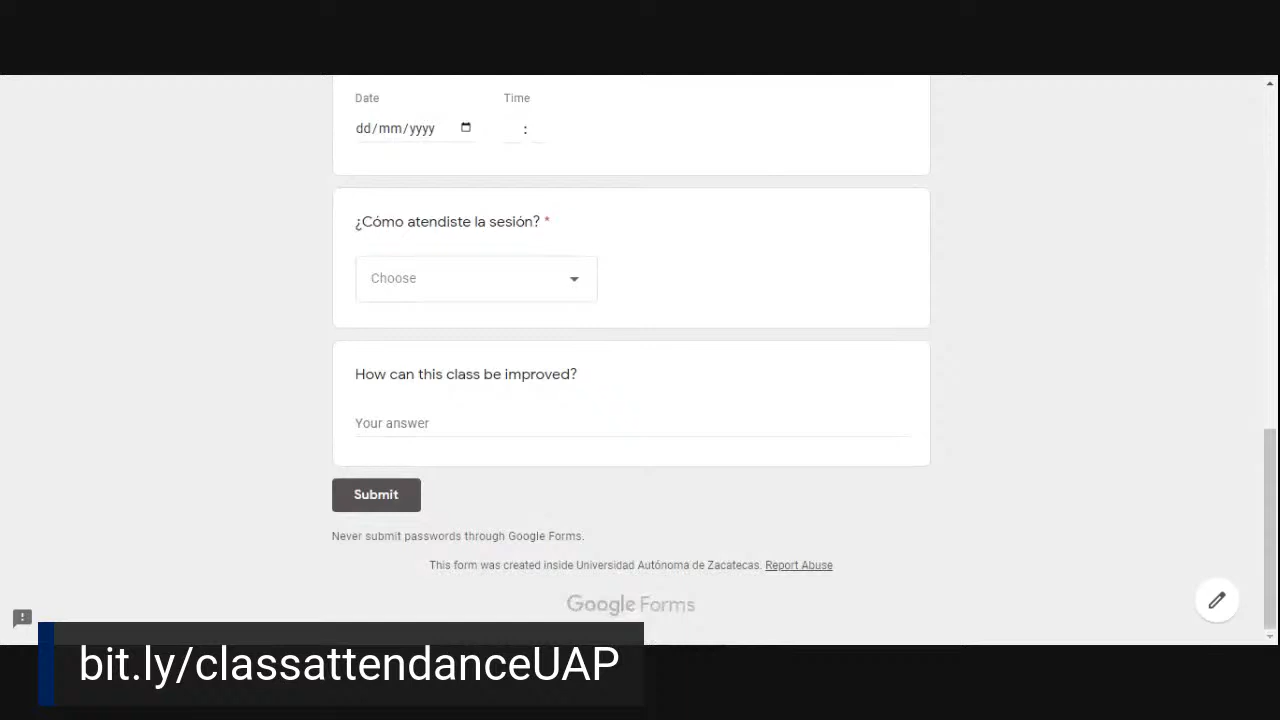 Date Time
dd/mm/yyyy :
¿Cómo atendiste la sesión? *
Choose
How can this class be improved?
Your answer
Submit
Never submit passwords through Google Forms.
This form was created inside Universidad Autónoma de Zacatecas. Report Abuse
Google Forms
bit.ly/classattendanceUAP